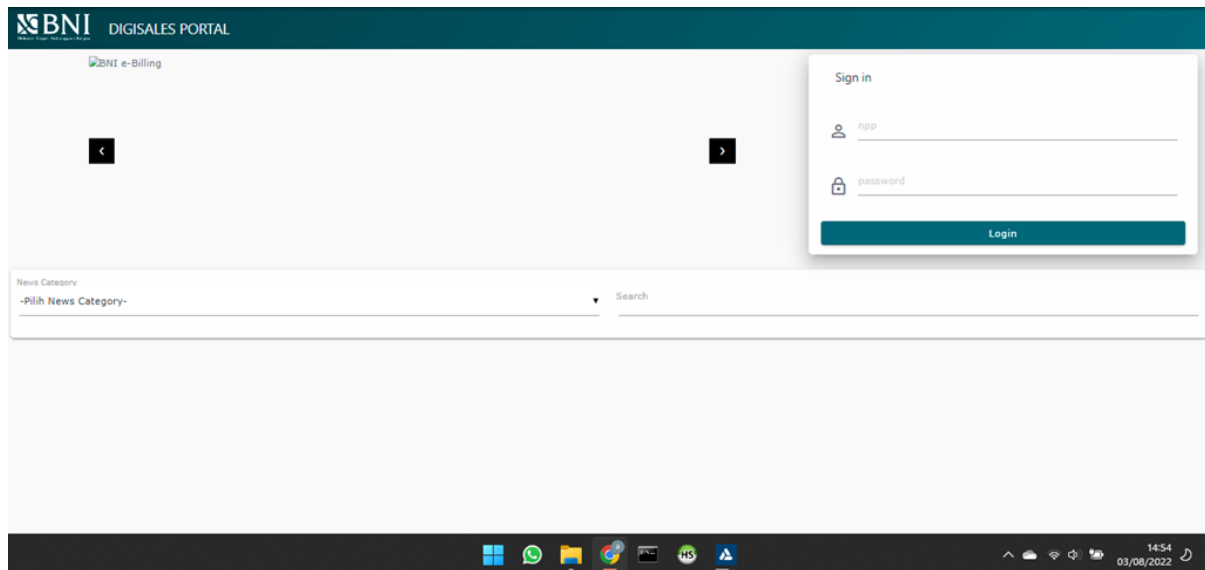 BNI DIGISALES PORTAL
BNI e-Billing
Sign in
npp
password
Login
News Category
-Pilih News Category-
Search
HS
14:54
03/08/2022